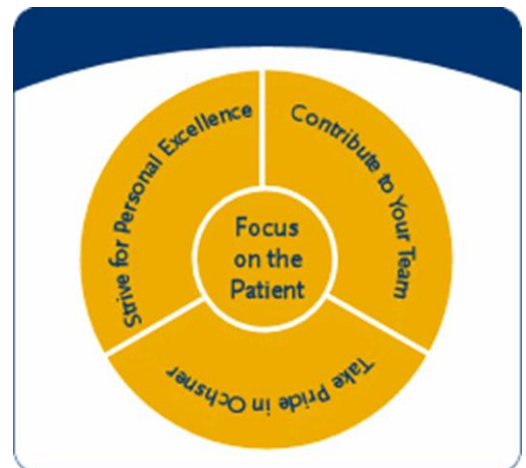 Strive for Personal Excellence
Contribute to Your Team
Focus
on the
Patient
Take Pride in Ochsner